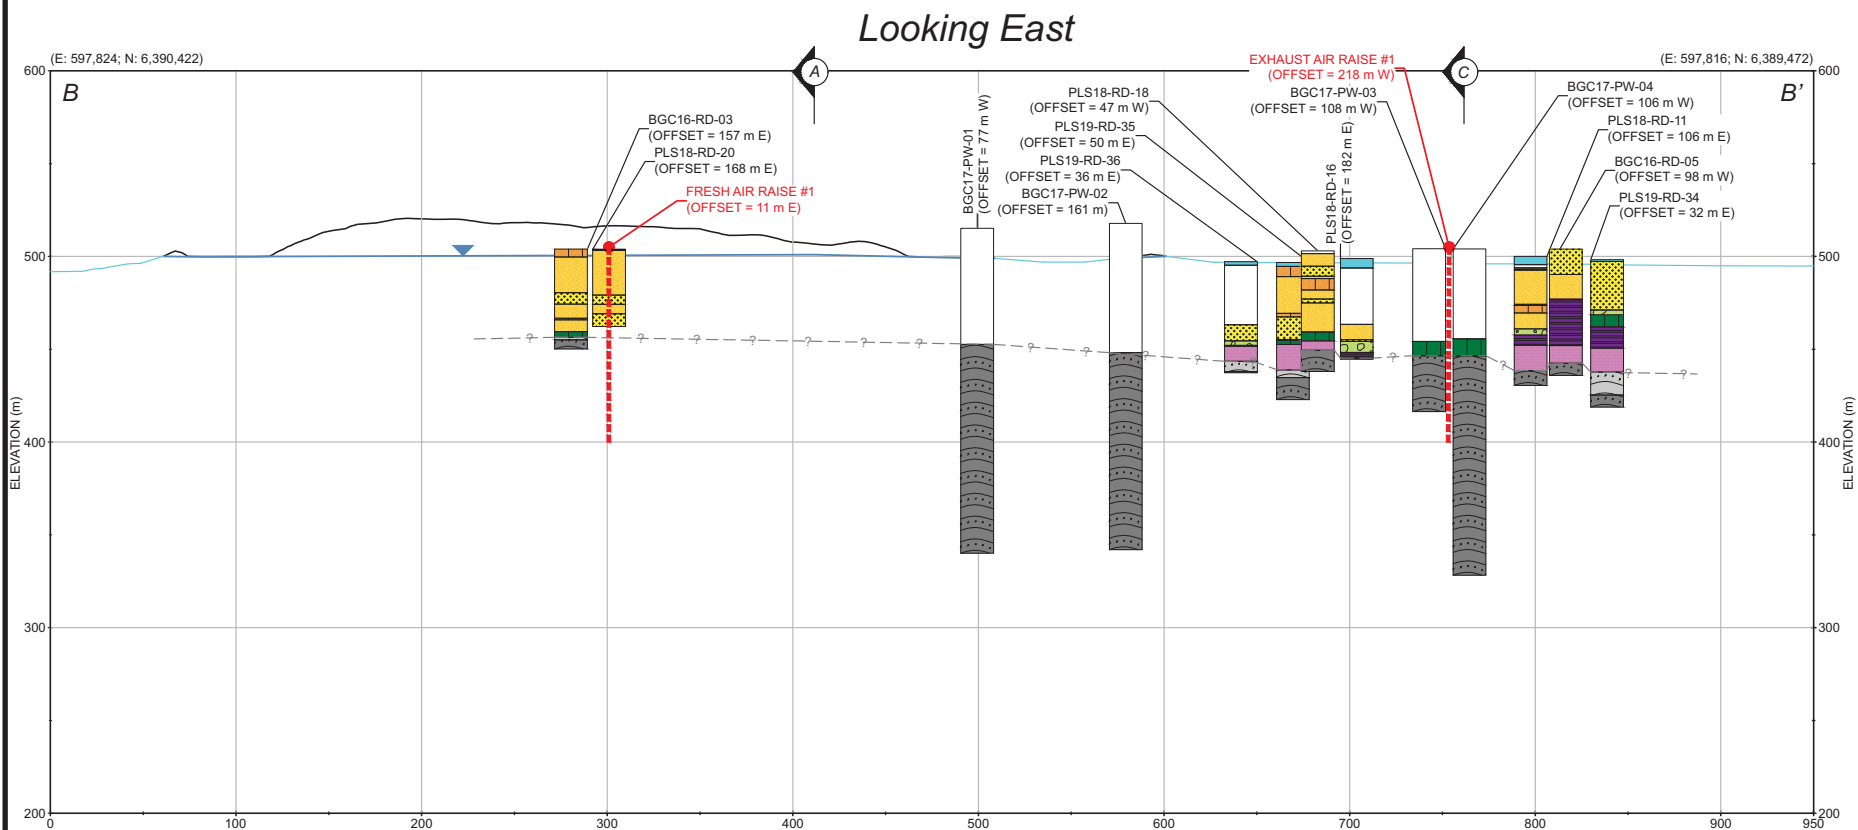 Looking East
(E: 597,824; N: 6,390,422)
(E: 597,816; N: 6,389,472)
600
600
B
B'
A
C
EXHAUST AIR RAISE #1
(OFFSET = 218 m W)
PLS18-RD-18
(OFFSET = 47 m W)
BGC17-PW-03
(OFFSET = 108 m W)
BGC17-PW-04
(OFFSET = 106 m W)
BGC16-RD-03
(OFFSET = 157 m E)
PLS18-RD-20
(OFFSET = 168 m E)
FRESH AIR RAISE #1
(OFFSET = 11 m E)
BGC17-PW-01
(OFFSET = 77 m W)
PLS19-RD-35
(OFFSET = 50 m E)
PLS19-RD-36
(OFFSET = 36 m E)
BGC17-PW-02
(OFFSET = 161 m)
PLS18-RD-16
(OFFSET = 182 m E)
PLS18-RD-11
(OFFSET = 106 m E)
BGC16-RD-05
(OFFSET = 98 m W)
PLS19-RD-34
(OFFSET = 32 m E)
500
500
? ? ? ? ? ? ? ? ? ? ? ? ?
ELEVATION (m)
ELEVATION (m)
400
400
300
300
200
200
0 100 200 300 400 500 600 700 800 900 950